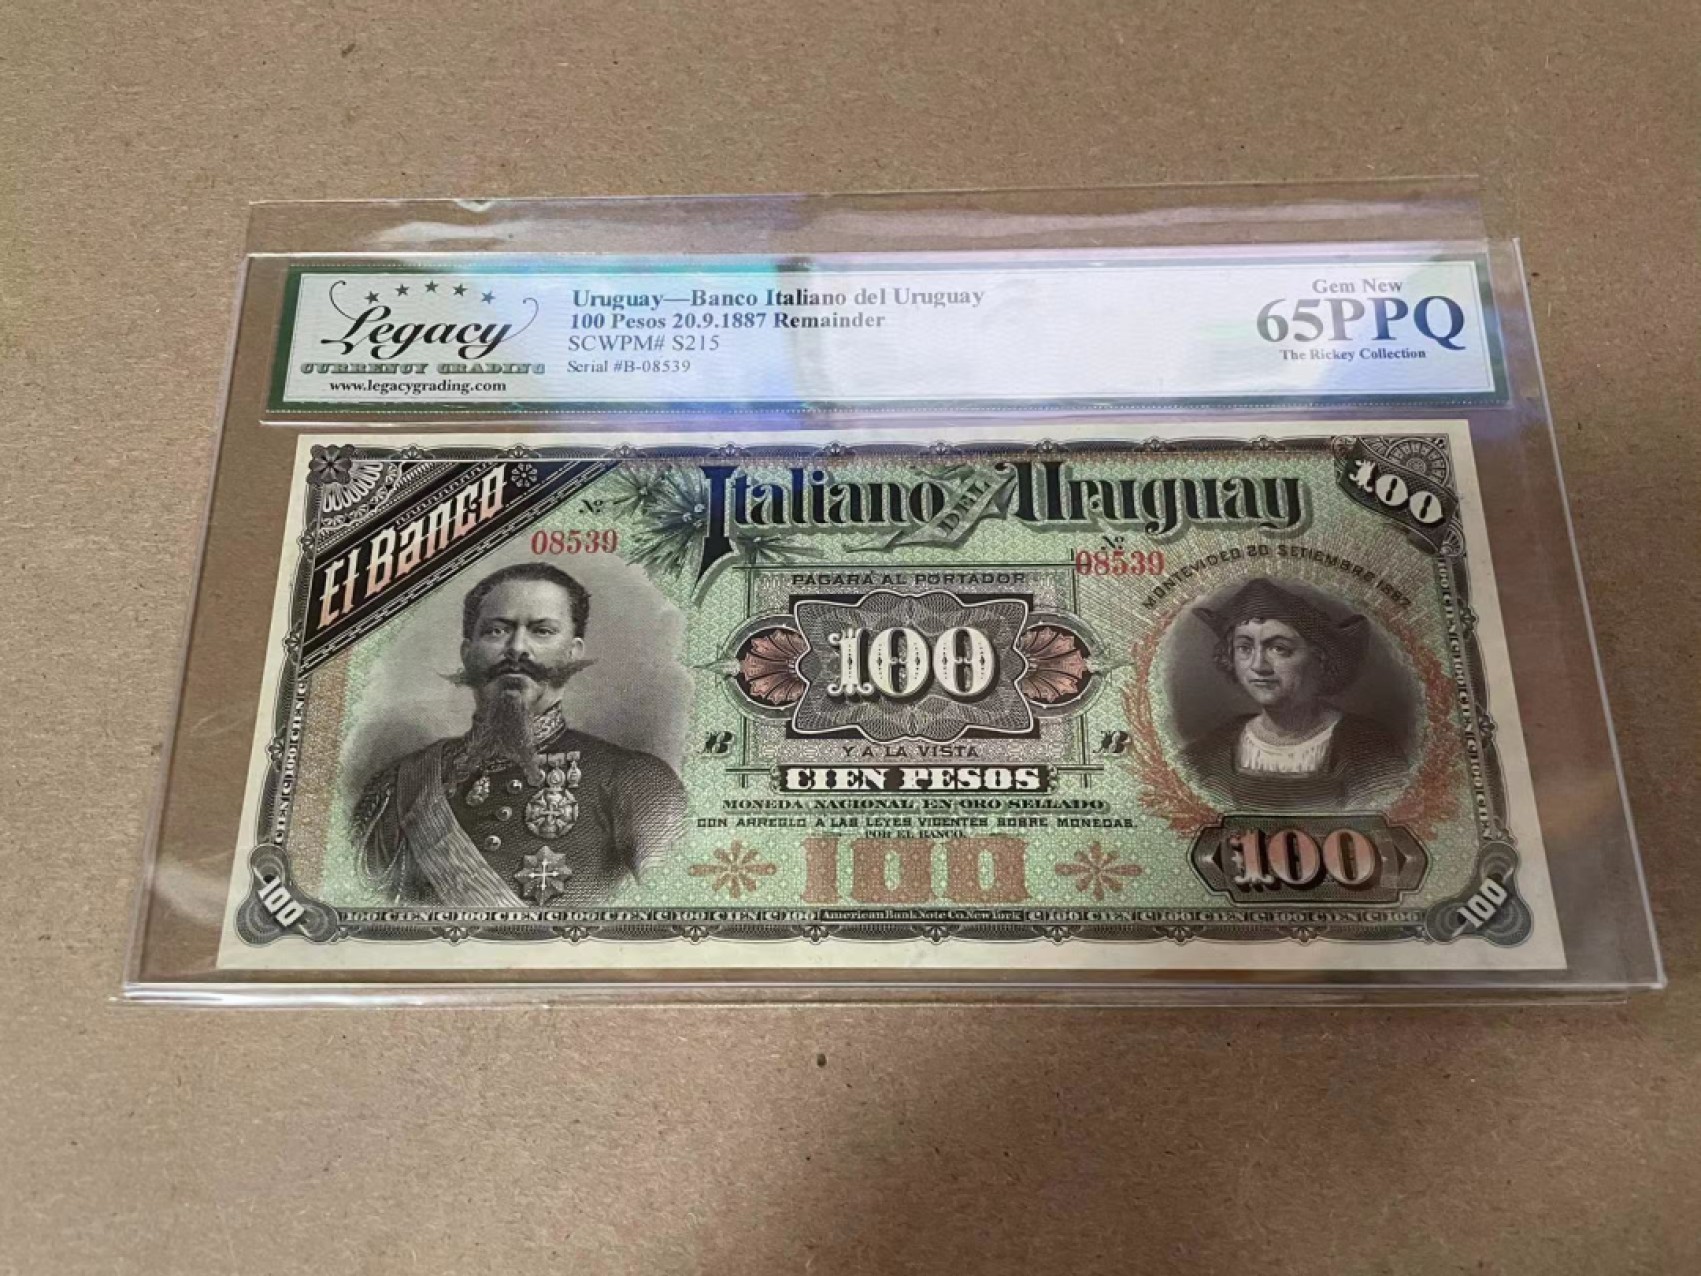 Legacy
CURRENCY GRADING
www.legacygrading.com
Uruguay—Banco Italiano del Uruguay
100 Pesos 20.9.1887 Remainder
SCWPM# S215
Serial #B-08539
Gem New
65PPQ
The Rickey Collection
El Banco
Italiano DEL Uruguay
100
No
08539
No
08539
MONTEVIDEO 20 SETIEMBRE 1887
PAGARÁ AL PORTADOR
100
B
B
Y A LA VISTA
CIEN PESOS
MONEDA NACIONAL EN ORO SELLADO
CON ARREGLO A LAS LEYES VIGENTES SOBRE MONEDAS.
POR EL BANCO.
100
100
100
100
American Bank Note Co. New York